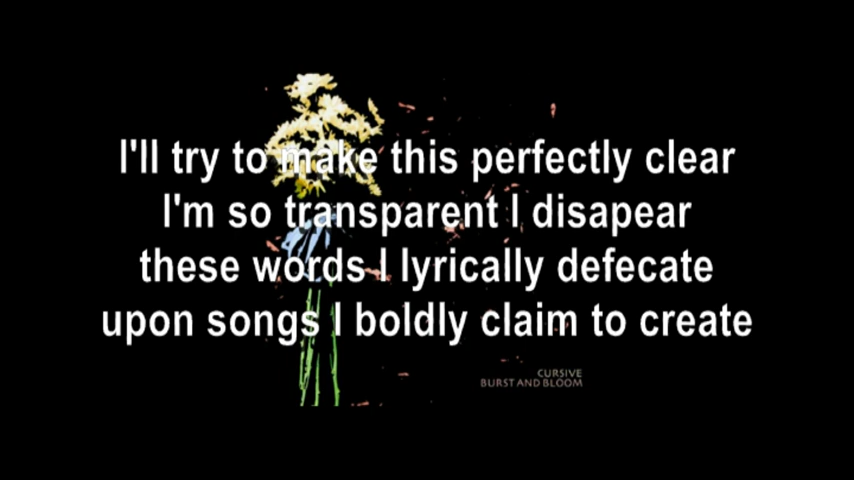 I'll try to make this perfectly clear
I'm so transparent I disapear
these words I lyrically defecate
upon songs I boldly claim to create
CURSIVE
BURST AND BLOOM